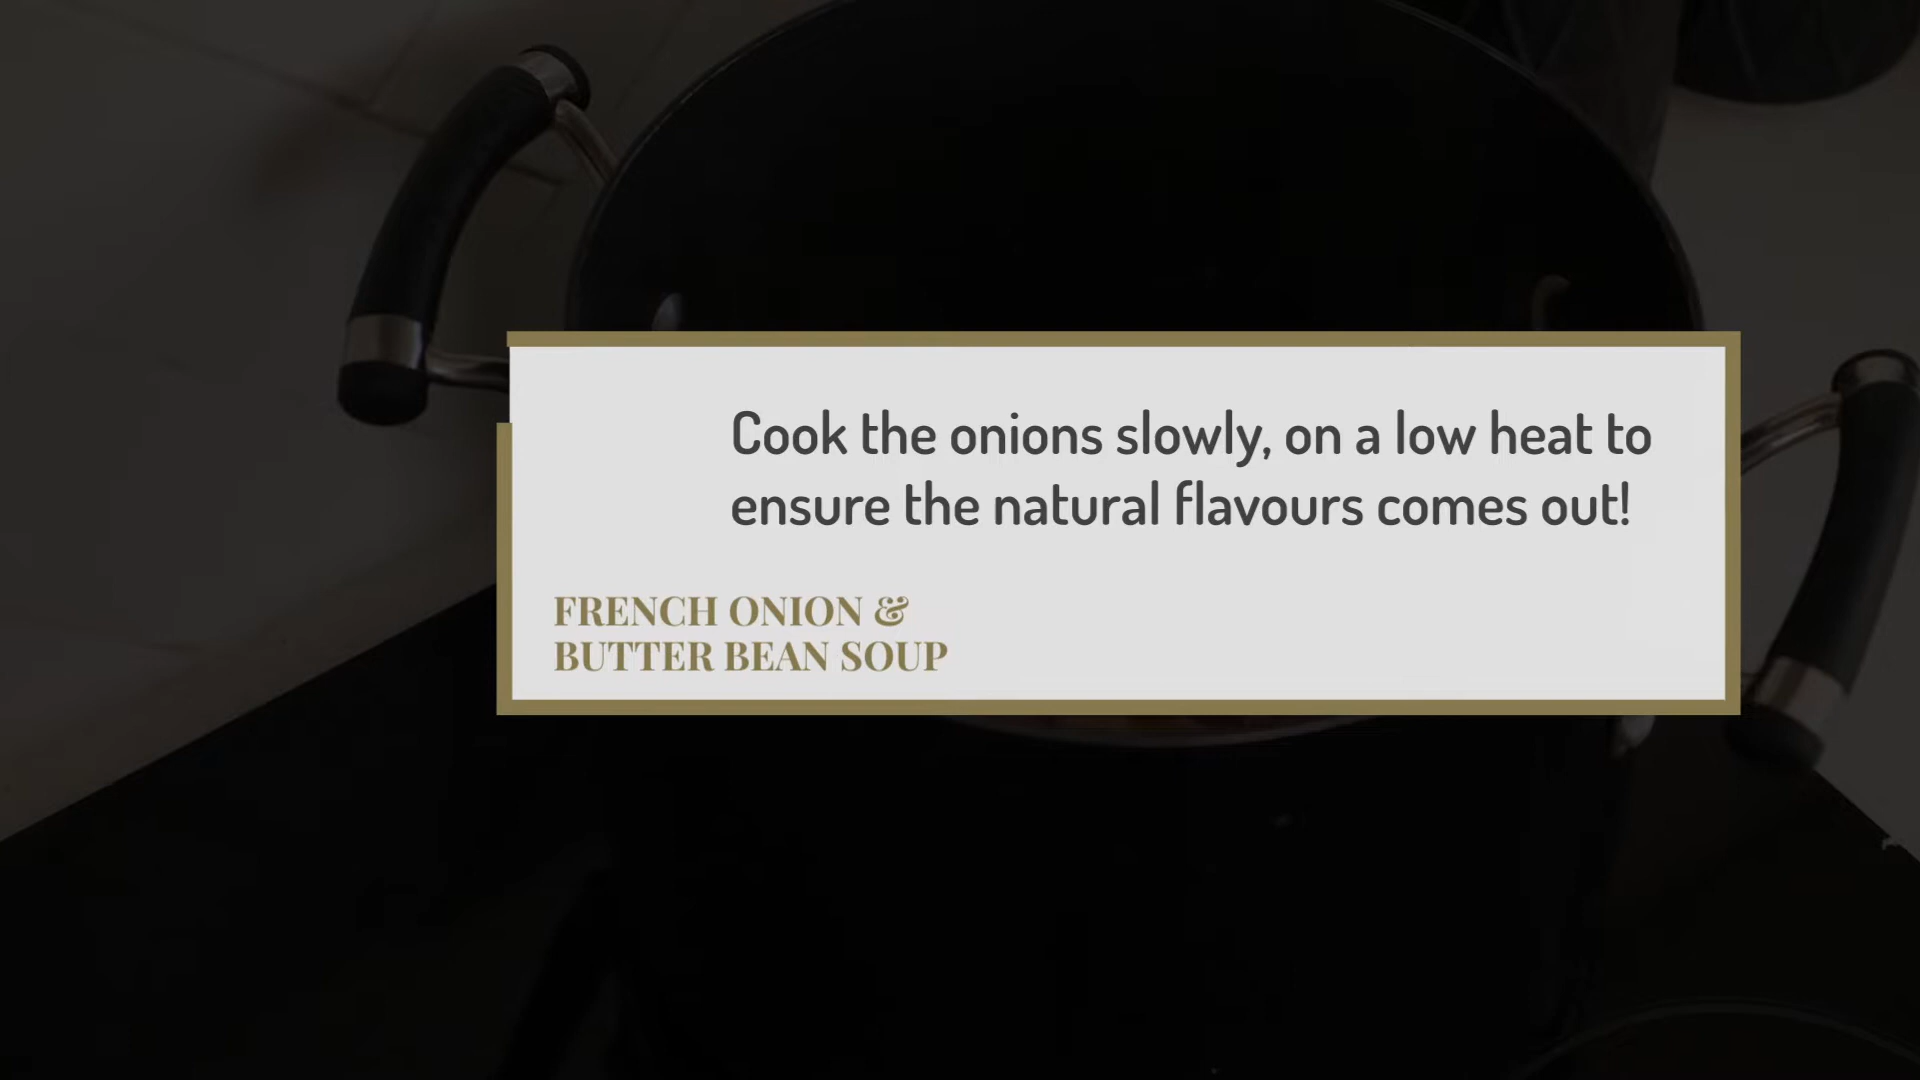 Cook the onions slowly, on a low heat to
ensure the natural flavours comes out!
FRENCH ONION &
BUTTER BEAN SOUP